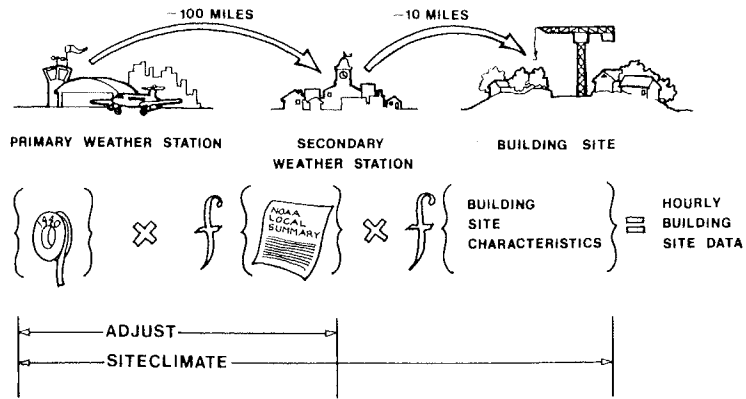 ~100 MILES
~10 MILES
PRIMARY WEATHER STATION
SECONDARY
WEATHER STATION
BUILDING SITE
f
NOAA
LOCAL
SUMMARY
f
BUILDING
SITE
CHARACTERISTICS
=
HOURLY
BUILDING
SITE DATA
ADJUST
SITECLIMATE